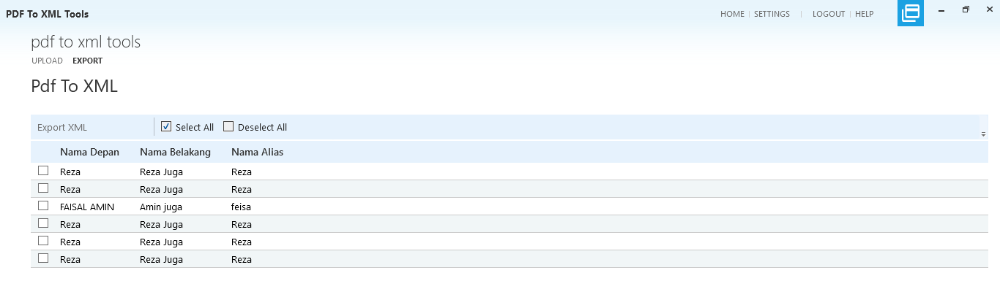 PDF To XML Tools
HOME | SETTINGS | LOGOUT | HELP
pdf to xml tools
UPLOAD EXPORT
Pdf To XML
Export XML Select All Deselect All
Nama Depan Nama Belakang Nama Alias
Reza Reza Juga Reza
Reza Reza Juga Reza
FAISAL AMIN Amin juga feisa
Reza Reza Juga Reza
Reza Reza Juga Reza
Reza Reza Juga Reza